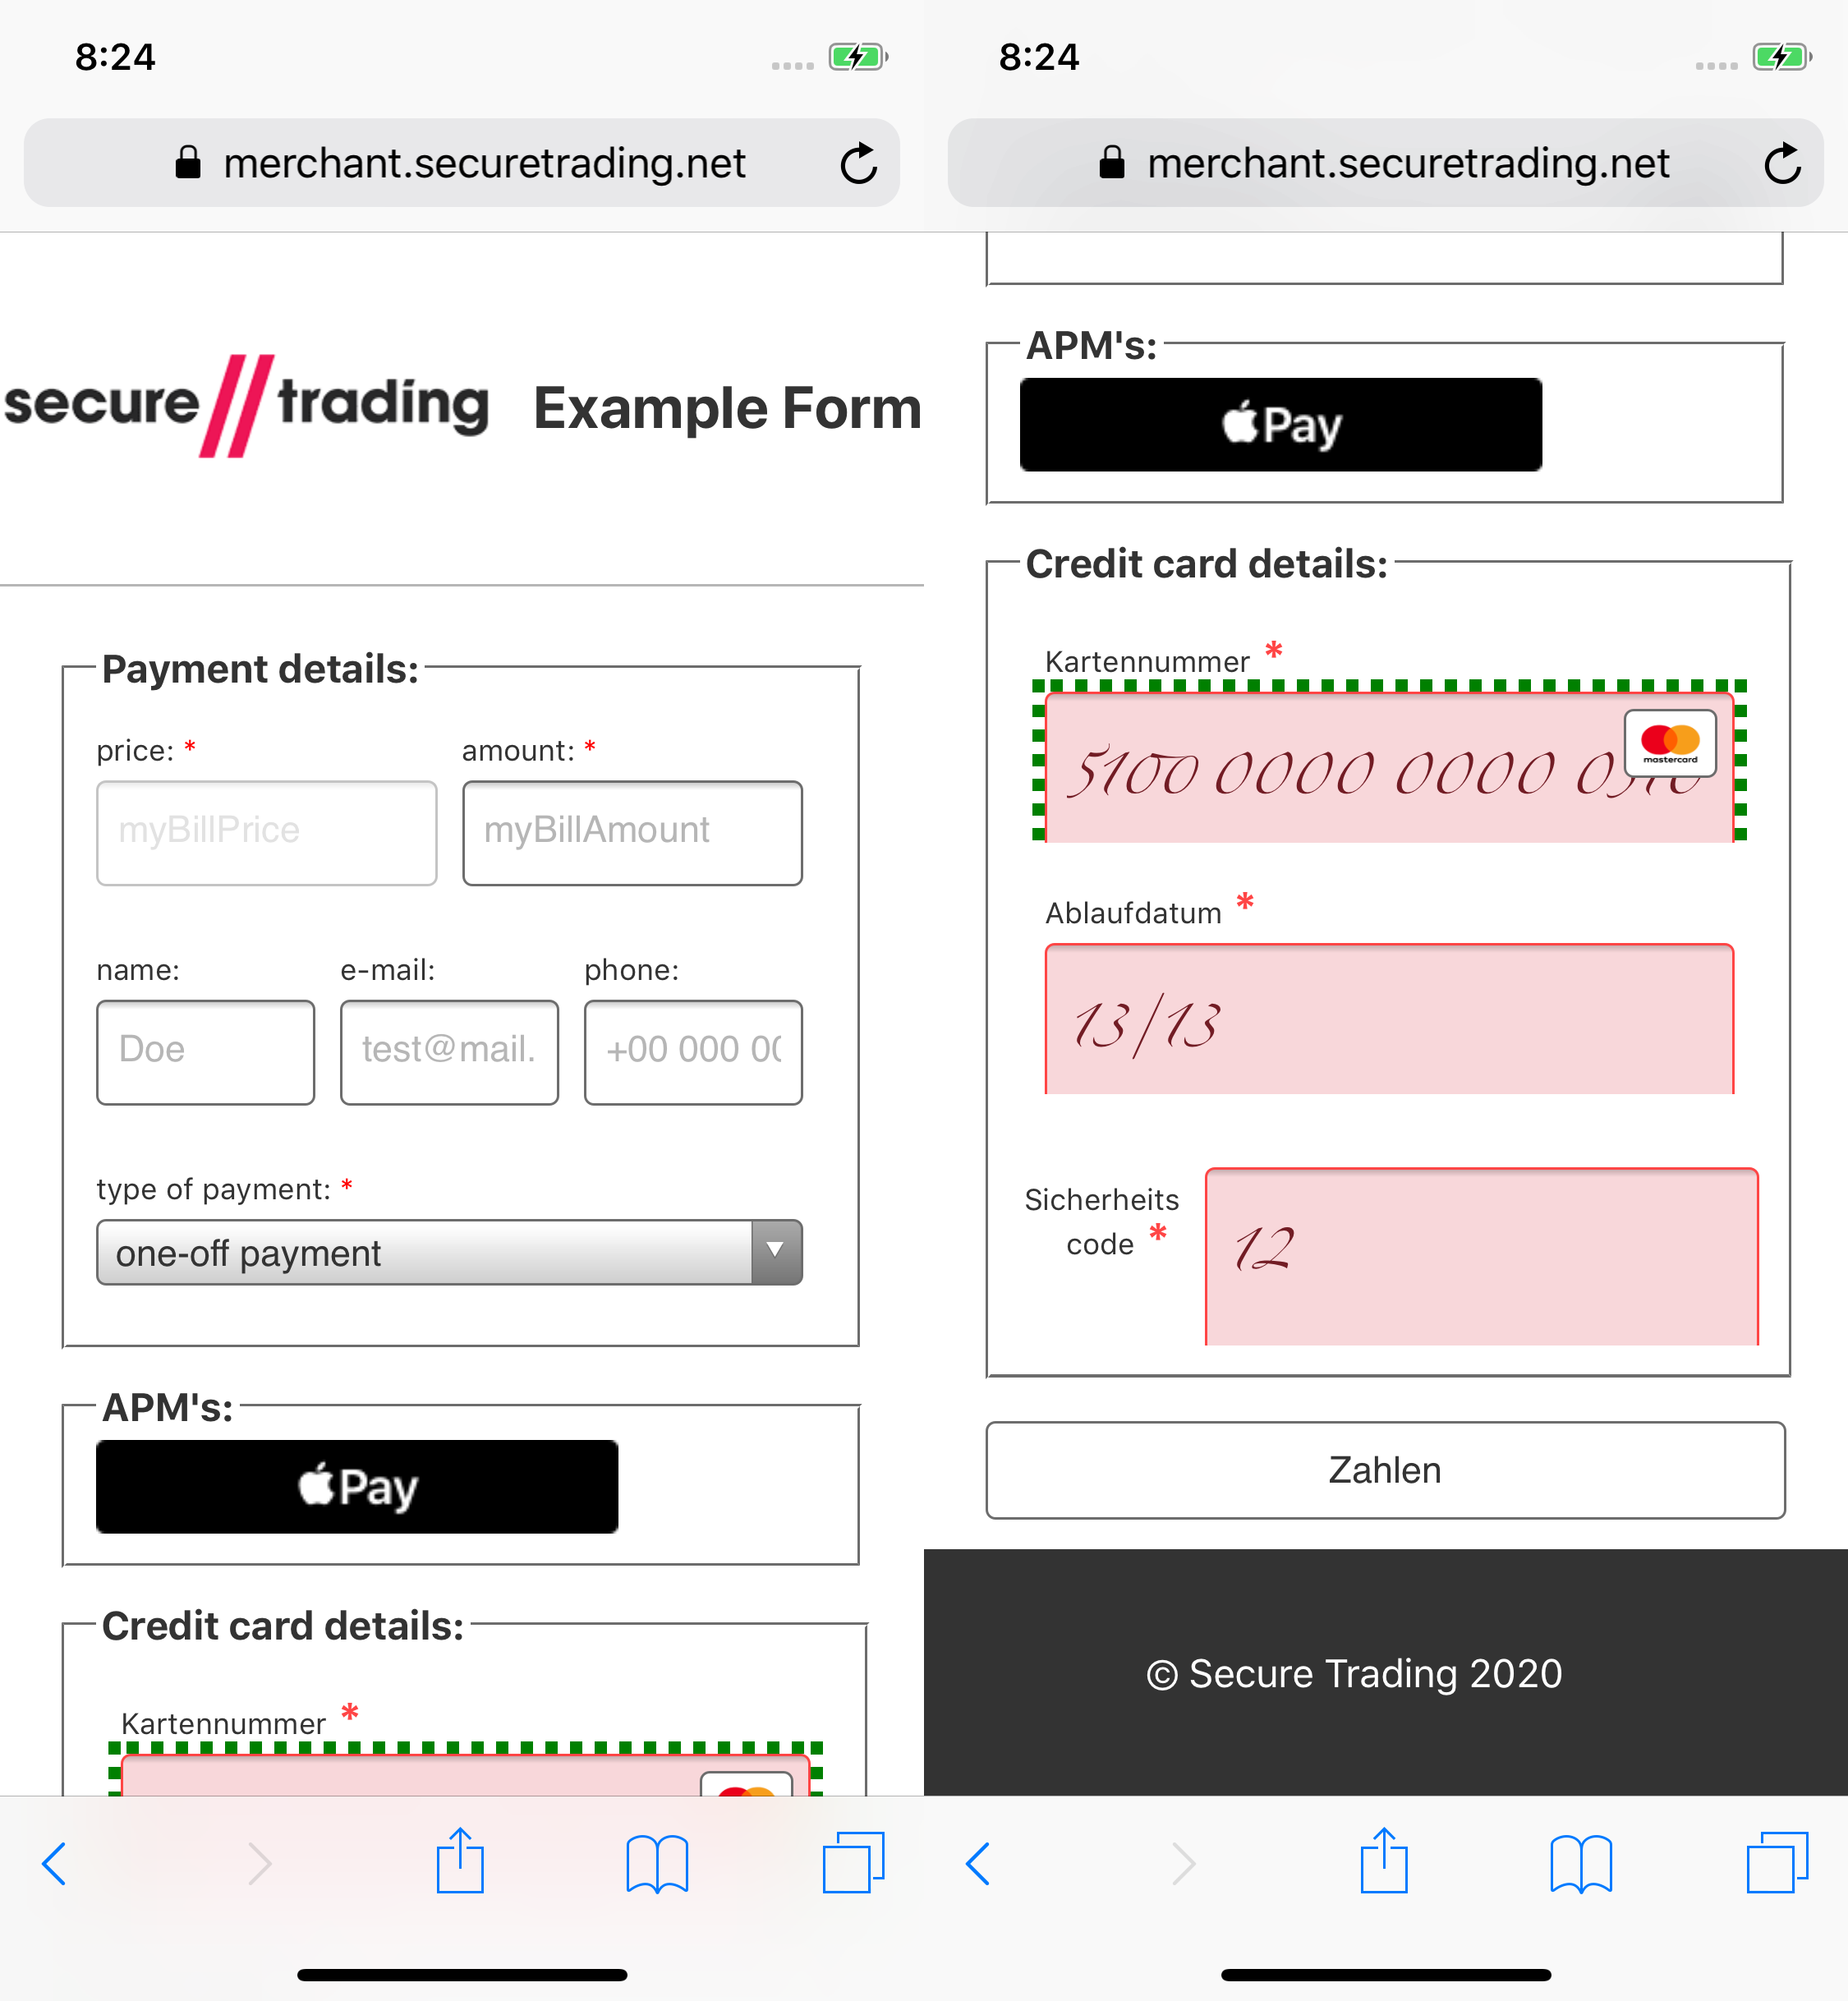 8:24
merchant.securetrading.net
secure trading Example Form
Payment details:
price: * amount: *
myBillPrice myBillAmount
name: e-mail: phone:
Doe test@mail. +00 000 00
type of payment: *
one-off payment
APM's:
Pay
Credit card details:
Kartennummer *
8:24
merchant.securetrading.net
APM's:
Pay
Credit card details:
Kartennummer *
5100 0000 0000
mastercard
Ablaufdatum *
13/13
Sicherheits
code *
12
Zahlen
© Secure Trading 2020